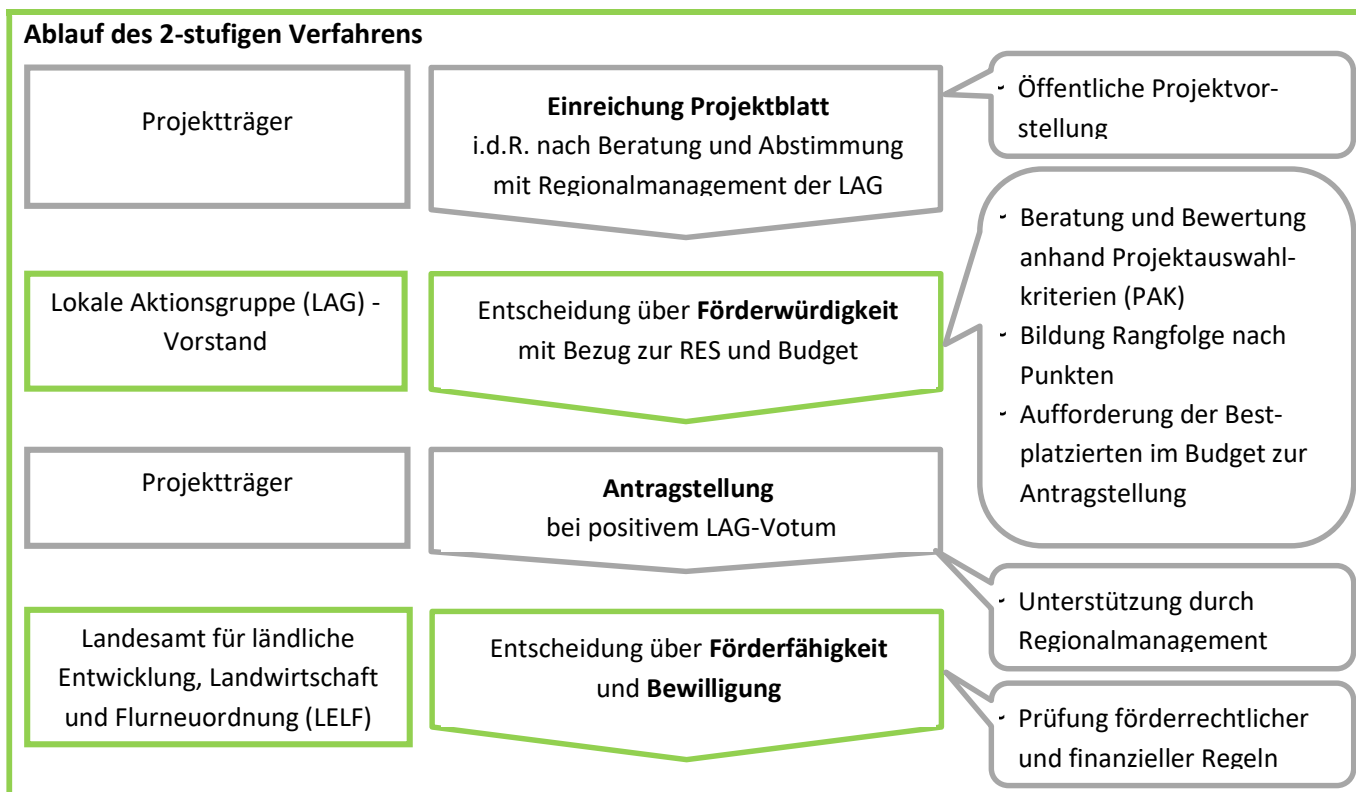 Ablauf des 2-stufigen Verfahrens
Projektträger
Einreichung Projektblatt
i.d.R. nach Beratung und Abstimmung
mit Regionalmanagement der LAG
- Öffentliche Projektvor-
stellung
Lokale Aktionsgruppe (LAG) -
Vorstand
Entscheidung über Förderwürdigkeit
mit Bezug zur RES und Budget
- Beratung und Bewertung
anhand Projektauswahl-
kriterien (PAK)
- Bildung Rangfolge nach
Punkten
- Aufforderung der Best-
platzierten im Budget zur
Antragstellung
Projektträger
Antragstellung
bei positivem LAG-Votum
- Unterstützung durch
Regionalmanagement
Landesamt für ländliche
Entwicklung, Landwirtschaft
und Flurneuordnung (LELF)
Entscheidung über Förderfähigkeit
und Bewilligung
- Prüfung förderrechtlicher
und finanzieller Regeln